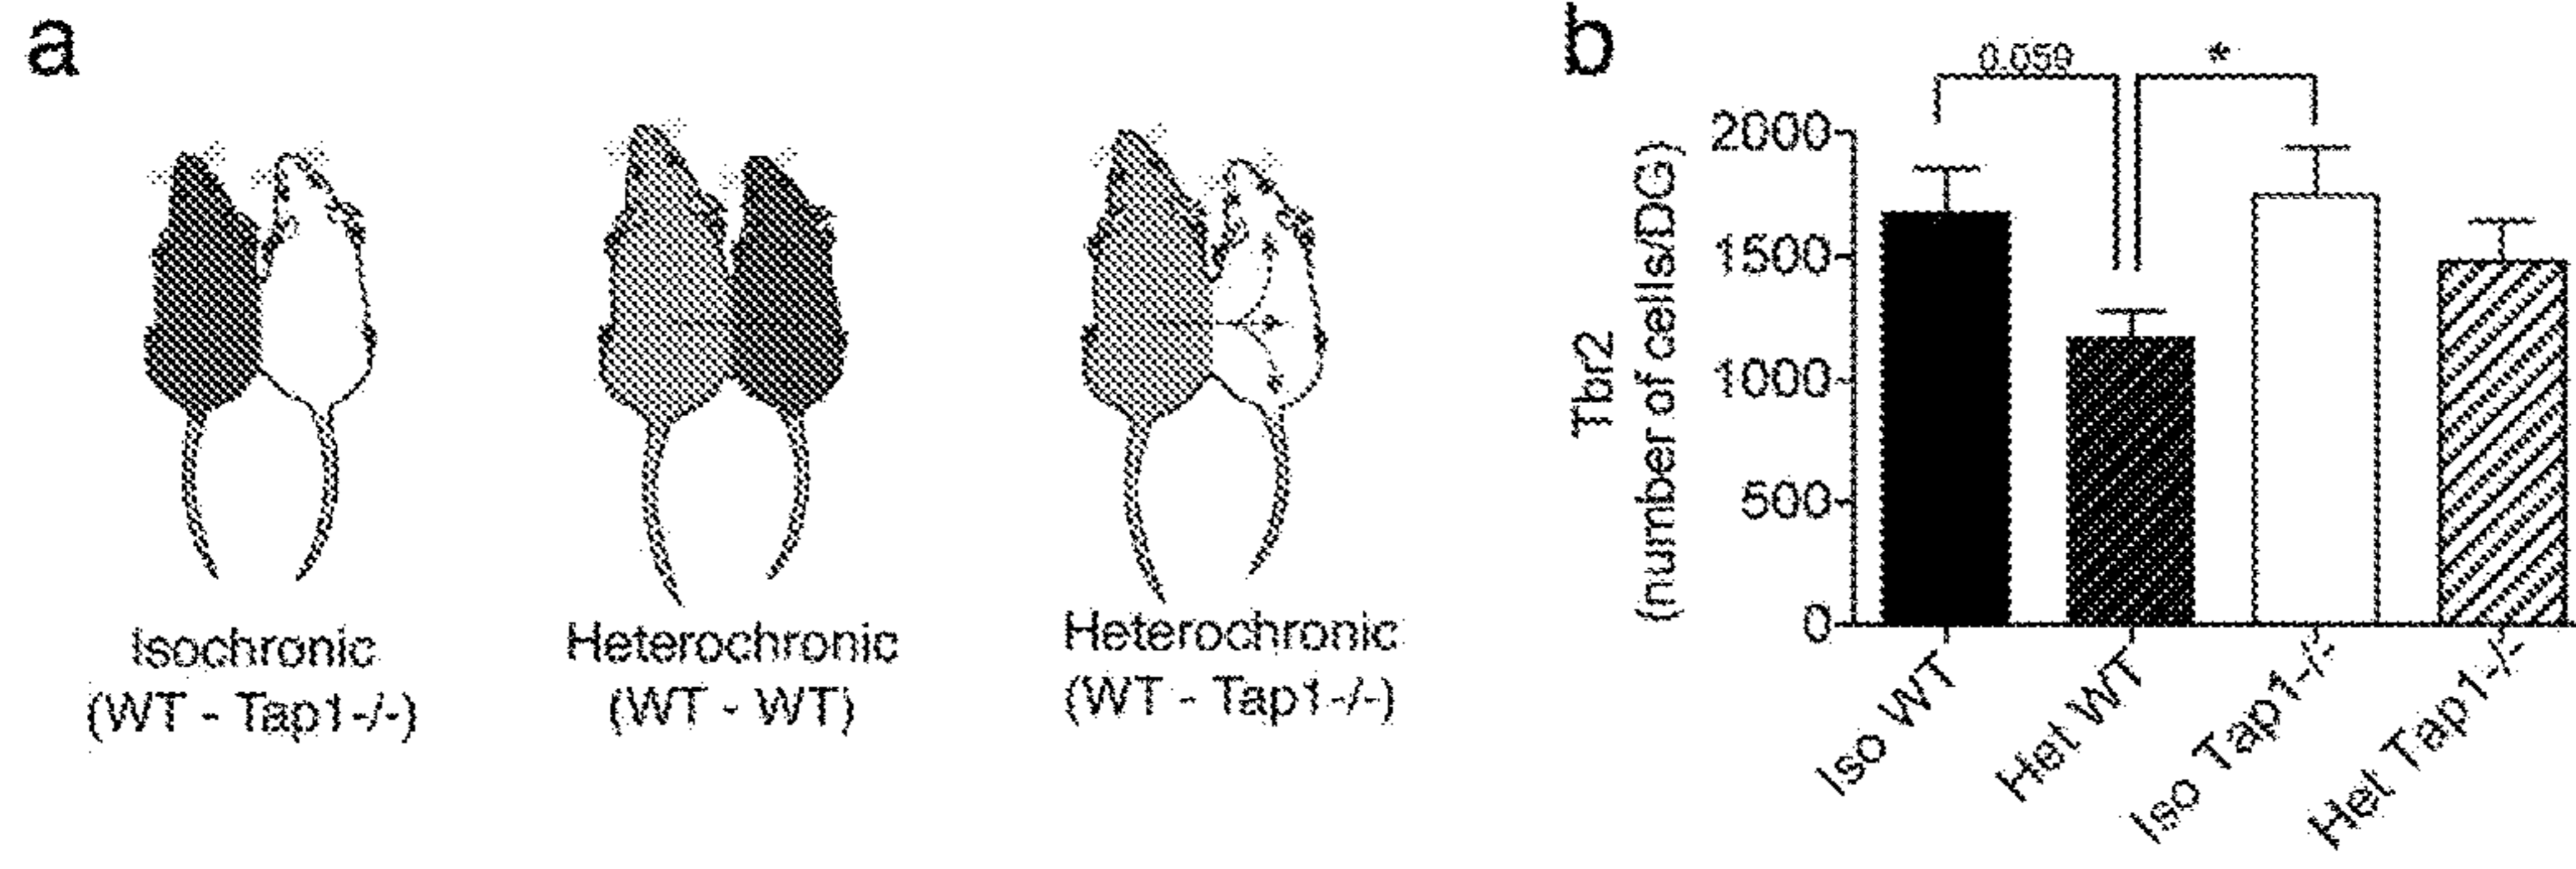 a
Isochronic
(WT - Tap1-/-)
Heterochronic
(WT - WT)
Heterochronic
(WT - Tap1-/-)
b
0.059
*
Tbr2
(number of cells/DG)
2000
1500
1000
500
0
Iso WT
Het WT
Iso Tap1-/-
Het Tap1-/-